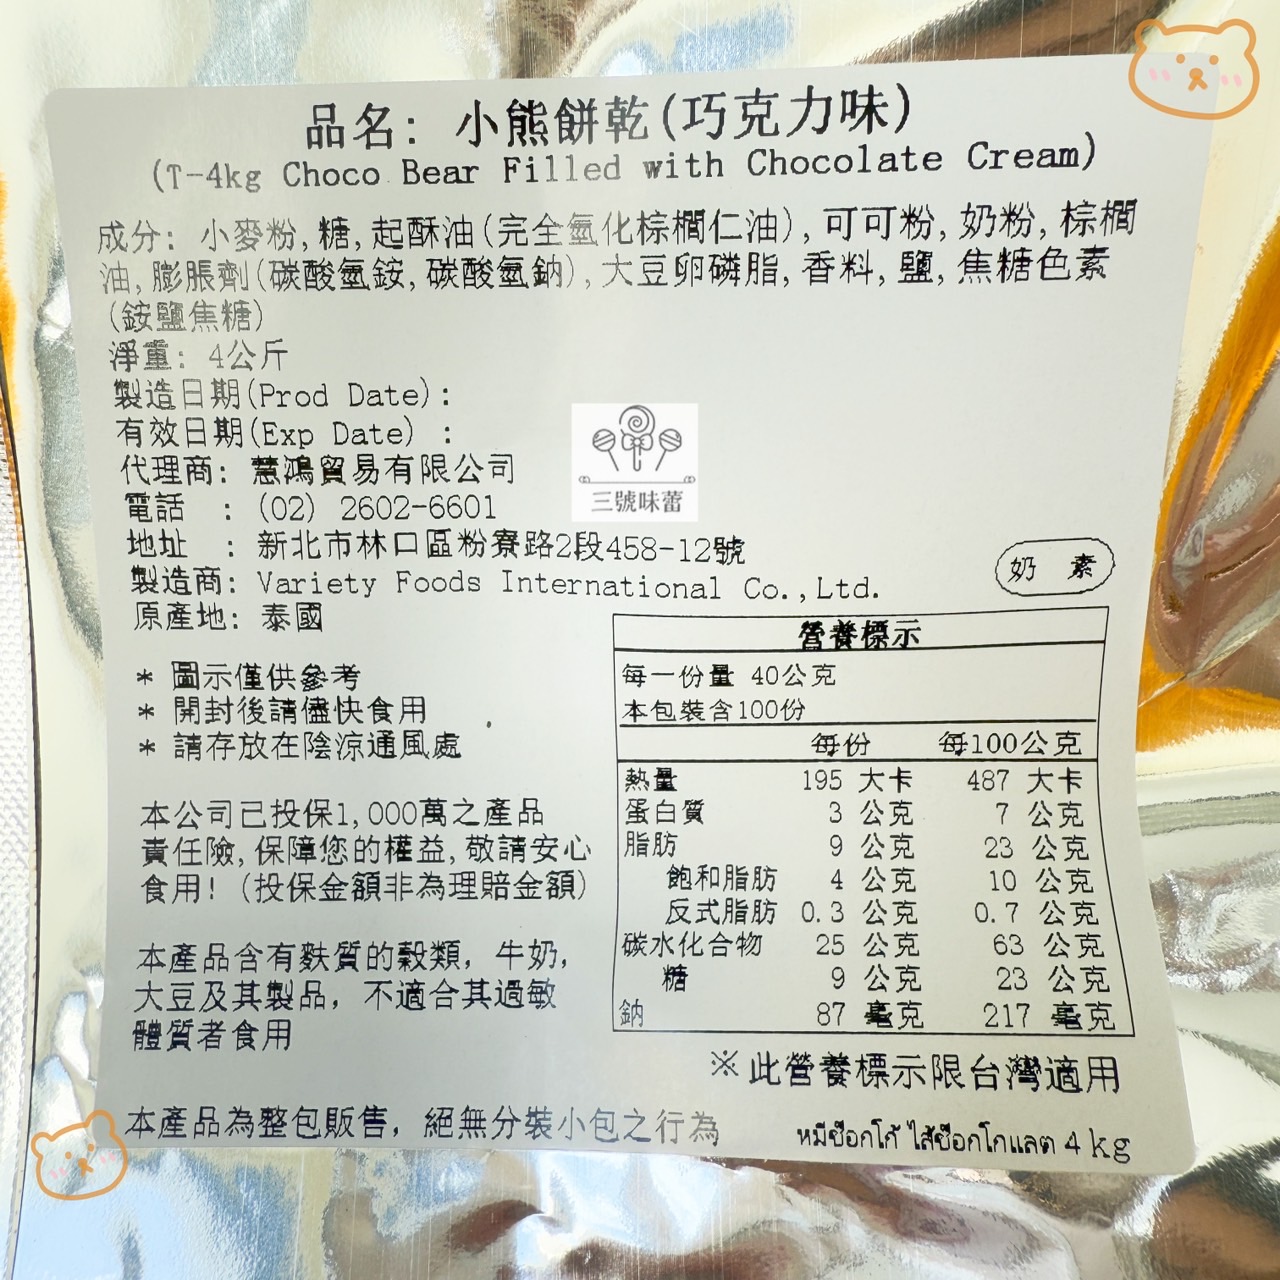 品名: 小熊餅乾(巧克力味)
(T-4kg Choco Bear Filled with Chocolate Cream)
成分: 小麥粉, 糖, 起酥油(完全氫化棕櫚仁油), 可可粉, 奶粉, 棕櫚
油, 膨脹劑(碳酸氫銨, 碳酸氫鈉), 大豆卵磷脂, 香料, 鹽, 焦糖色素
(銨鹽焦糖)
淨重: 4公斤
製造日期(Prod Date):
有效日期(Exp Date) :
代理商: 慧鴻貿易有限公司
電話 : (02) 2602-6601
地址 : 新北市林口區粉寮路2段458-12號
製造商: Variety Foods International Co.,Ltd.
原產地: 泰國
三號味蕾
奶 素
* 圖示僅供參考
* 開封後請儘快食用
* 請存放在陰涼通風處
本公司已投保1,000萬之產品
責任險, 保障您的權益, 敬請安心
食用! (投保金額非為理賠金額)
本產品含有麩質的穀類, 牛奶,
大豆及其製品, 不適合其過敏
體質者食用
營養標示
每一份量 40公克
本包裝含100份
每份 每100公克
熱量 195 大卡 487 大卡
蛋白質 3 公克 7 公克
脂肪 9 公克 23 公克
飽和脂肪 4 公克 10 公克
反式脂肪 0.3 公克 0.7 公克
碳水化合物 25 公克 63 公克
糖 9 公克 23 公克
鈉 87 毫克 217 毫克
※此營養標示限台灣適用
本產品為整包販售, 絕無分裝小包之行為
หมีช็อกโก้ ไส้ช็อกโกแลต 4 kg